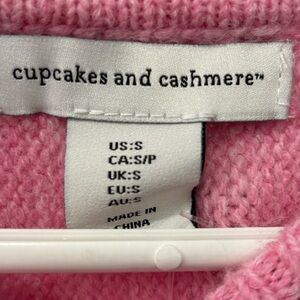 cupcakes and cashmere™
US:S
CA:S/P
UK:S
EU:S
AU:S
MADE IN
CHINA